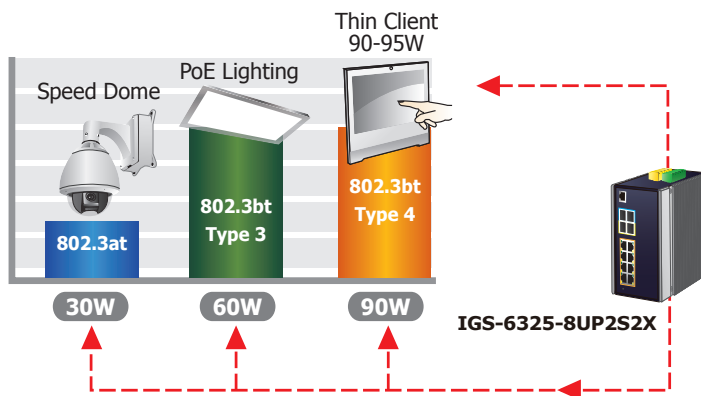 Thin Client
90-95W
PoE Lighting
Speed Dome
802.3at
802.3bt
Type 3
802.3bt
Type 4
30W
60W
90W
IGS-6325-8UP2S2X